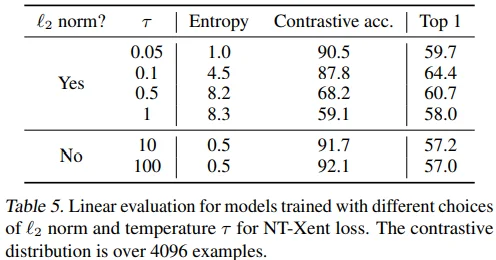 ℓ2 norm? τ Entropy Contrastive acc. Top 1
0.05 1.0 90.5 59.7
0.1 4.5 87.8 64.4
Yes
0.5 8.2 68.2 60.7
1 8.3 59.1 58.0
10 0.5 91.7 57.2
No
100 0.5 92.1 57.0
Table 5. Linear evaluation for models trained with different choices
of ℓ2 norm and temperature τ for NT-Xent loss. The contrastive
distribution is over 4096 examples.